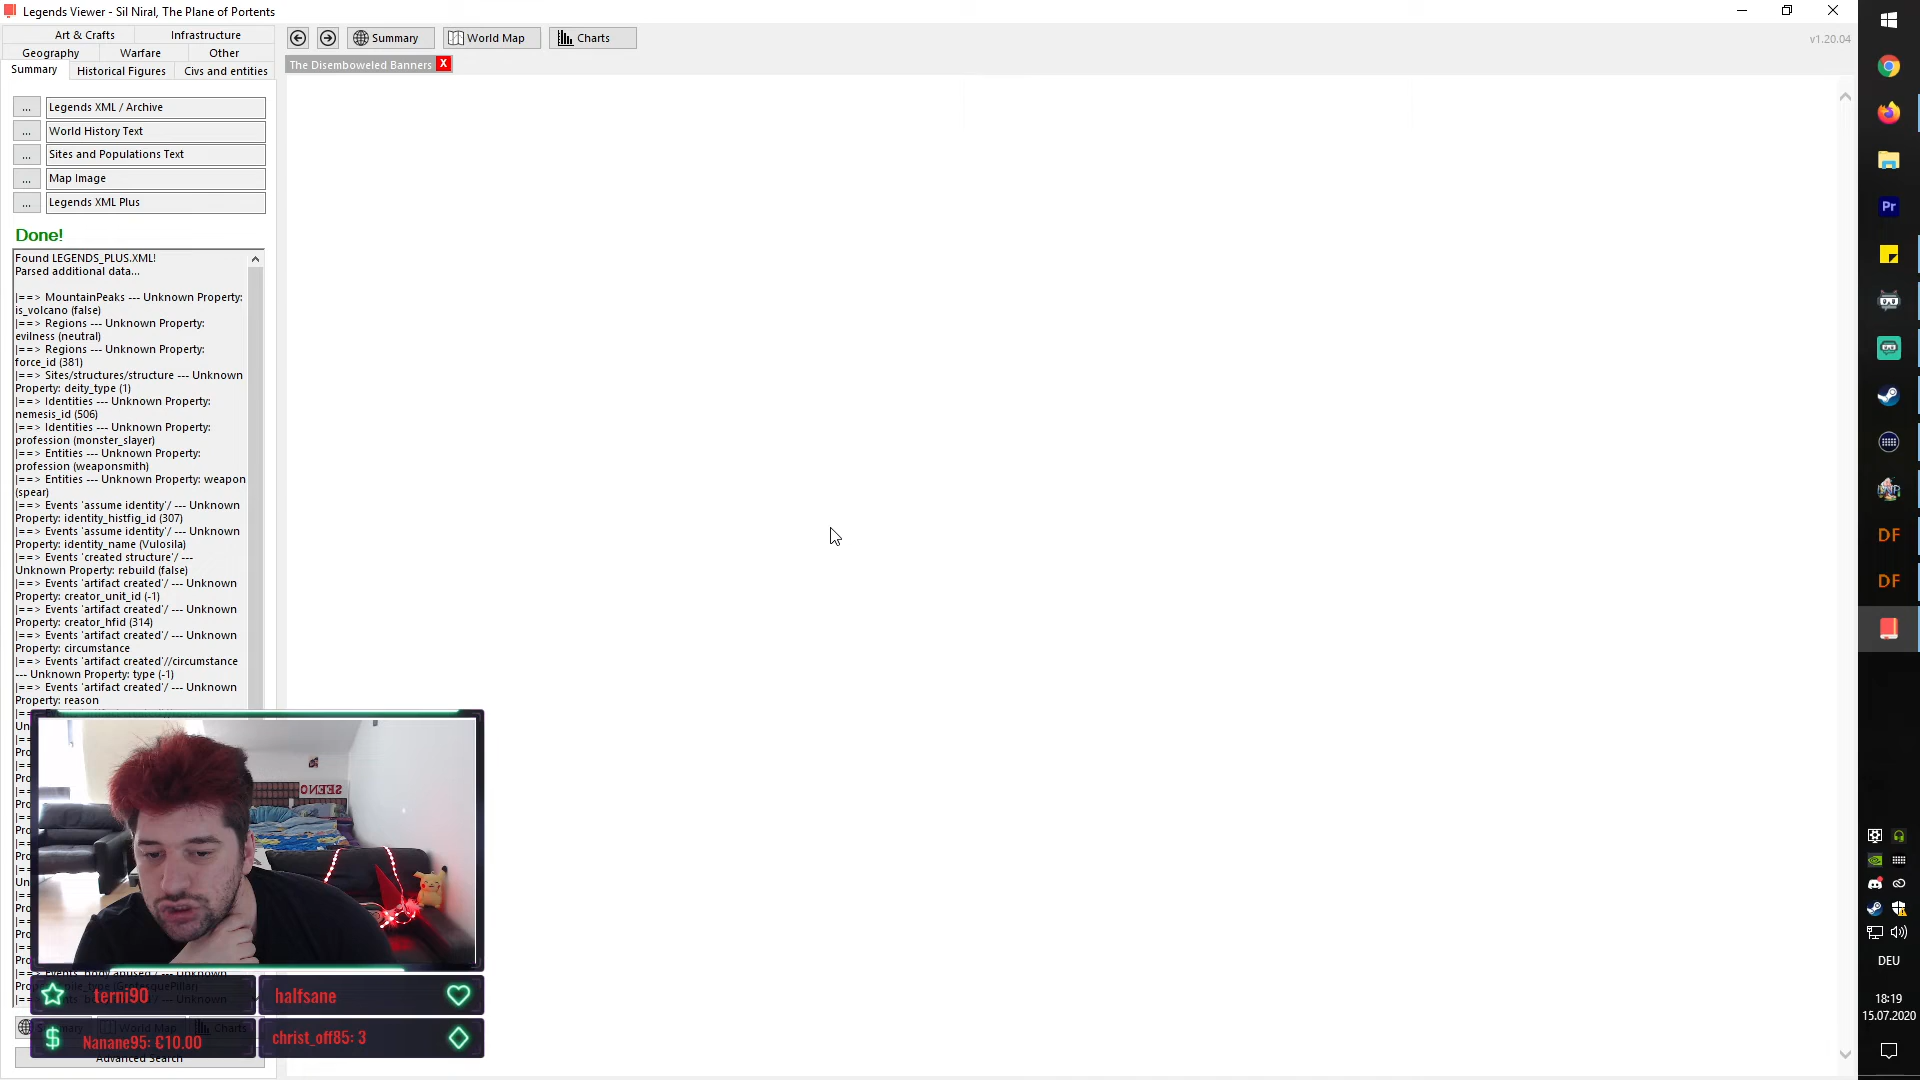 Legends Viewer - Sil Niral, The Plane of Portents
Art & Crafts
Infrastructure
Geography
Warfare
Other
Summary
Historical Figures
Civs and entities
Summary
World Map
Charts
v1.20.04
The Disemboweled Banners X
... Legends XML / Archive
... World History Text
... Sites and Populations Text
... Map Image
... Legends XML Plus
Done!
Found LEGENDS_PLUS.XML!
Parsed additional data...
|==> MountainPeaks --- Unknown Property:
is_volcano (false)
|==> Regions --- Unknown Property:
evilness (neutral)
|==> Regions --- Unknown Property:
force_id (381)
|==> Sites/structures/structure --- Unknown
Property: deity_type (1)
|==> Identities --- Unknown Property:
nemesis_id (506)
|==> Identities --- Unknown Property:
profession (monster_slayer)
|==> Entities --- Unknown Property:
profession (weaponsmith)
|==> Entities --- Unknown Property: weapon
(spear)
|==> Events 'assume identity'/ --- Unknown
Property: identity_histfig_id (307)
|==> Events 'assume identity'/ --- Unknown
Property: identity_name (Vulosila)
|==> Events 'created structure'/ ---
Unknown Property: rebuild (false)
|==> Events 'artifact created'/ --- Unknown
Property: creator_unit_id (-1)
|==> Events 'artifact created'/ --- Unknown
Property: creator_hfid (314)
|==> Events 'artifact created'/ --- Unknown
Property: circumstance
|==> Events 'artifact created'//circumstance
--- Unknown Property: type (-1)
|==> Events 'artifact created'/ --- Unknown
Property: reason
SEENO
terni90
halfsane
Nanane95: €10.00
christ_off85: 3
World Map
Charts
Advanced Search
Pr
DF
DF
DEU
18:19
15.07.2020